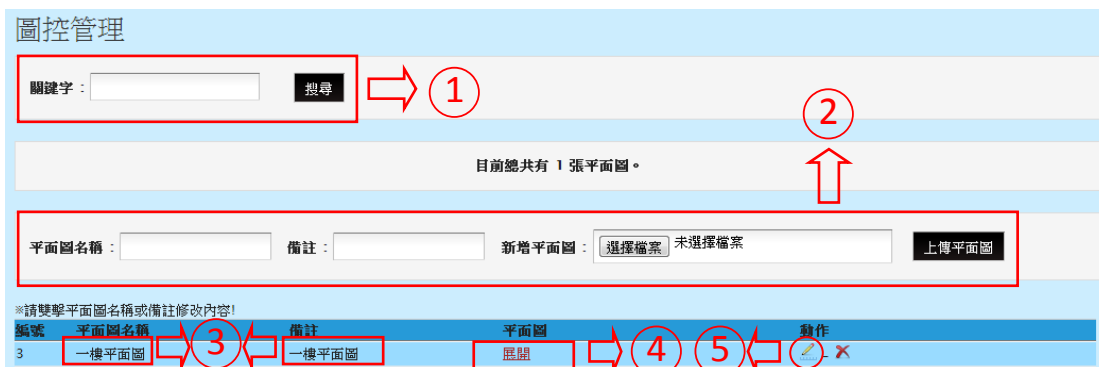 圖控管理
關鍵字： 搜尋 1
2
目前總共有 1 張平面圖。
平面圖名稱： 備註： 新增平面圖： 選擇檔案 未選擇檔案 上傳平面圖
※請雙擊平面圖名稱或備註修改內容!
編號 平面圖名稱 備註 平面圖 動作
3 一樓平面圖 3 一樓平面圖 展開 4 5 -